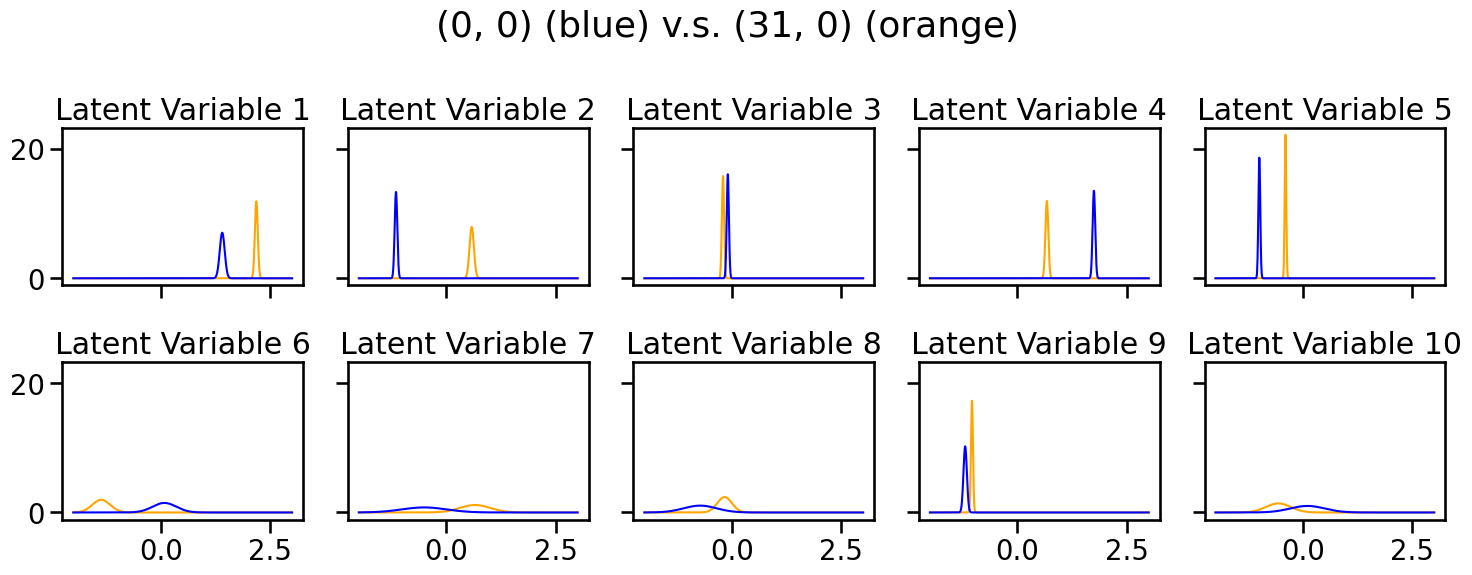 (0, 0) (blue) v.s. (31, 0) (orange)
Latent Variable 1 Latent Variable 2 Latent Variable 3 Latent Variable 4 Latent Variable 5
20
0
Latent Variable 6 Latent Variable 7 Latent Variable 8 Latent Variable 9 Latent Variable 10
20
0
0.0 2.5 0.0 2.5 0.0 2.5 0.0 2.5 0.0 2.5